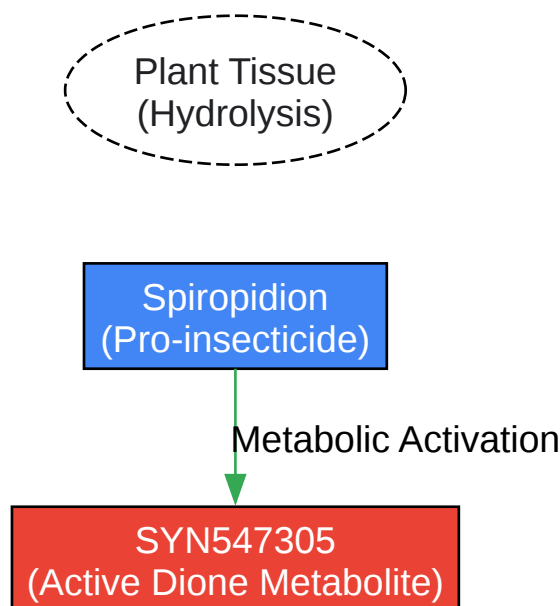 Plant Tissue
(Hydrolysis)
Spiropidion
(Pro-insecticide)
Metabolic Activation
SYN547305
(Active Dione Metabolite)